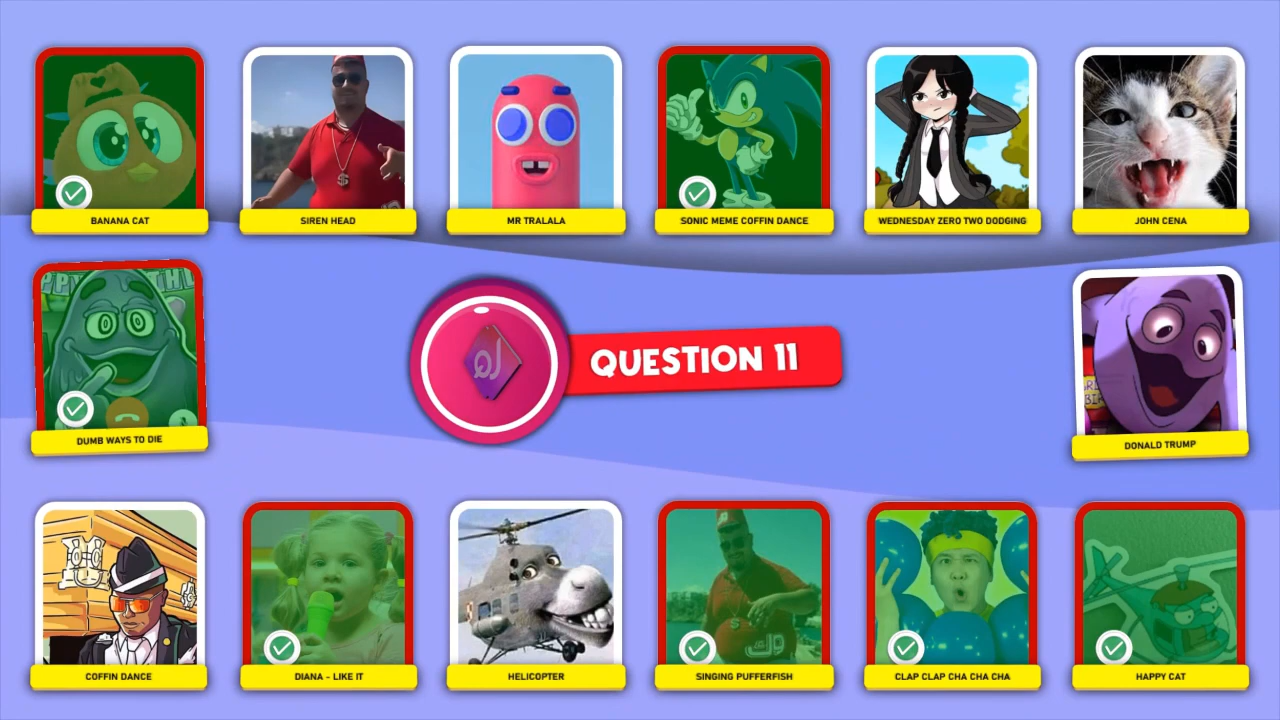 BANANA CAT
SIREN HEAD
MR TRALALA
SONIC MEME COFFIN DANCE
WEDNESDAY ZERO TWO DODGING
JOHN CENA
DUMB WAYS TO DIE
QUESTION 11
DONALD TRUMP
COFFIN DANCE
DIANA - LIKE IT
HELICOPTER
SINGING PUFFERFISH
CLAP CLAP CHA CHA CHA
HAPPY CAT